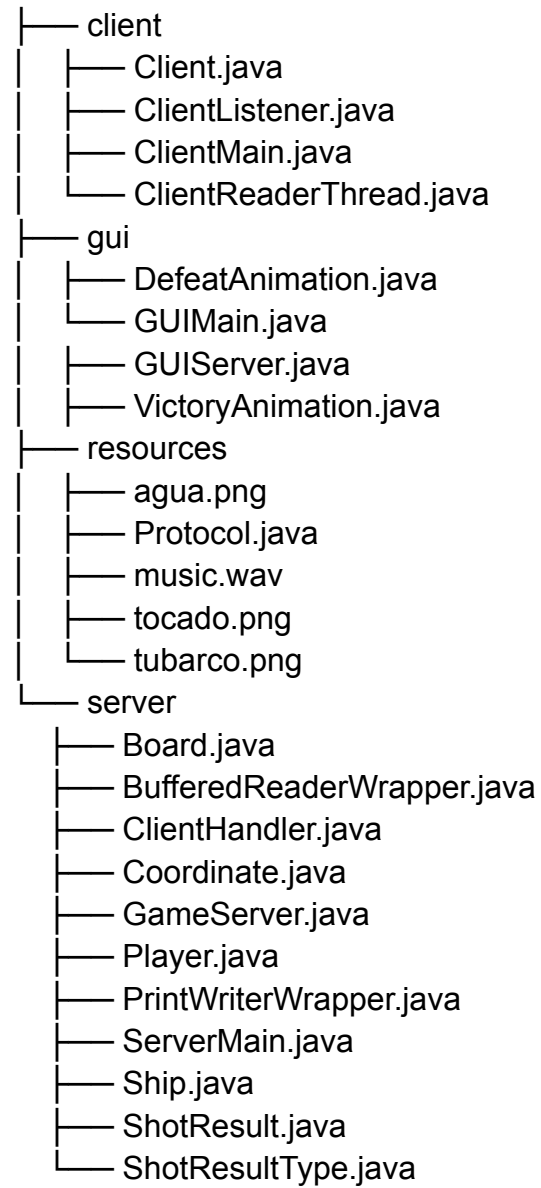 ├── client
│   ├── Client.java
│   ├── ClientListener.java
│   ├── ClientMain.java
│   └── ClientReaderThread.java
├── gui
│   ├── DefeatAnimation.java
│   └── GUIMain.java
│   ├── GUIServer.java
│   ├── VictoryAnimation.java
├── resources
│   ├── agua.png
│   ├── Protocol.java
│   ├── music.wav
│   ├── tocado.png
│   └── tubarco.png
└── server
    ├── Board.java
    ├── BufferedReaderWrapper.java
    ├── ClientHandler.java
    ├── Coordinate.java
    ├── GameServer.java
    ├── Player.java
    ├── PrintWriterWrapper.java
    ├── ServerMain.java
    ├── Ship.java
    ├── ShotResult.java
    └── ShotResultType.java